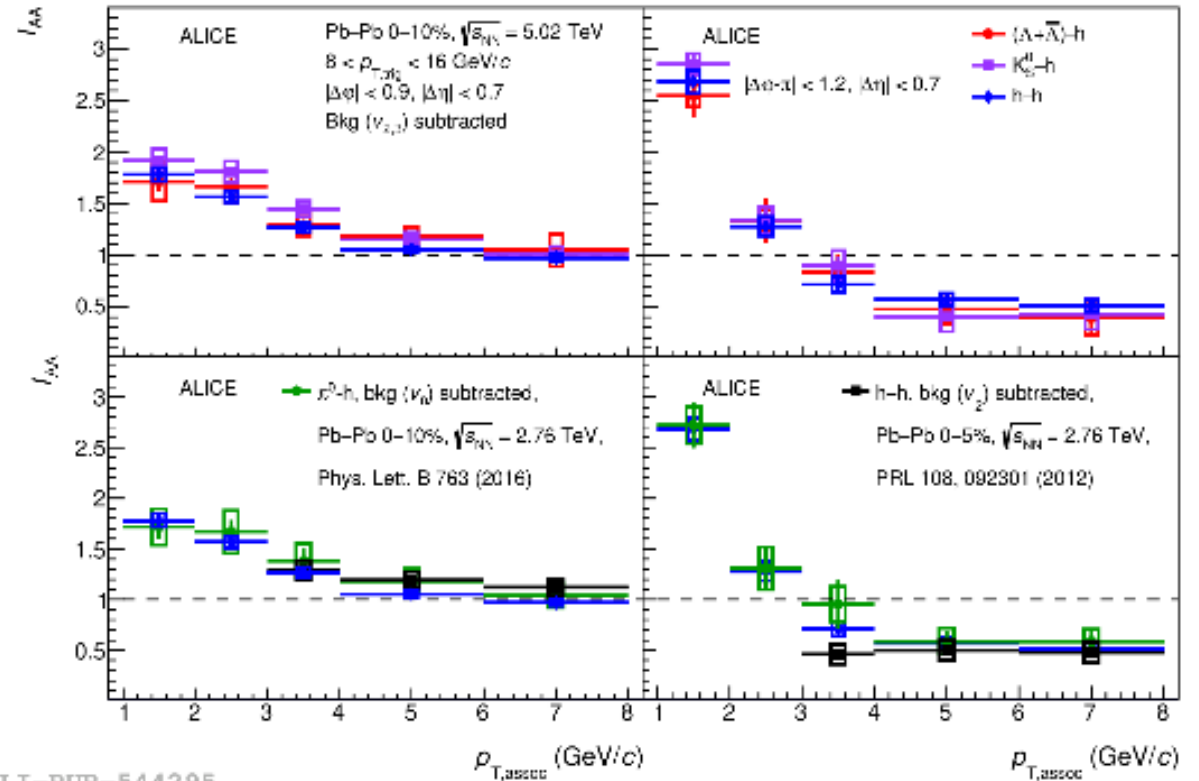 I_AA
ALICE
Pb–Pb 0–10%, √s_NN = 5.02 TeV
8 < p_T,trig < 16 GeV/c
|Δφ| < 0.9, |Δη| < 0.7
Bkg subtracted
3
2.5
2
1.5
1
0.5
ALICE
(Λ+Λ̅)–h
K⁰_S–h
h–h
|Δφ-π| < 1.2, |Δη| < 0.7
I_AA
ALICE
π⁰-h, bkg (v_n) subtracted,
Pb–Pb 0–10%, √s_NN = 2.76 TeV,
Phys. Lett. B 763 (2016)
3
2.5
2
1.5
1
0.5
ALICE
h–h. bkg (v_2) subtracted,
Pb–Pb 0–5%, √s_NN = 2.76 TeV,
PRL 108, 092301 (2012)
1 2 3 4 5 6 7 8
1 2 3 4 5 6 7 8
p_T,assoc (GeV/c)
p_T,assoc (GeV/c)